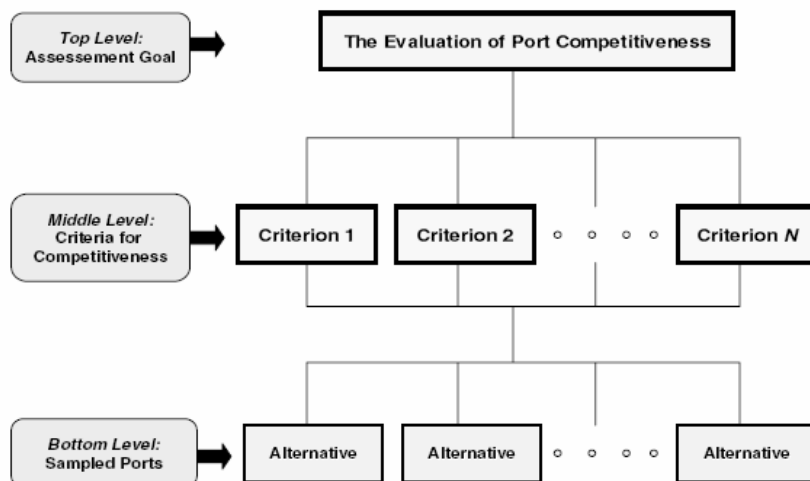 Top Level:
Assessement Goal
The Evaluation of Port Competitiveness
Middle Level:
Criteria for
Competitiveness
Criterion 1
Criterion 2
Criterion N
Bottom Level:
Sampled Ports
Alternative
Alternative
Alternative